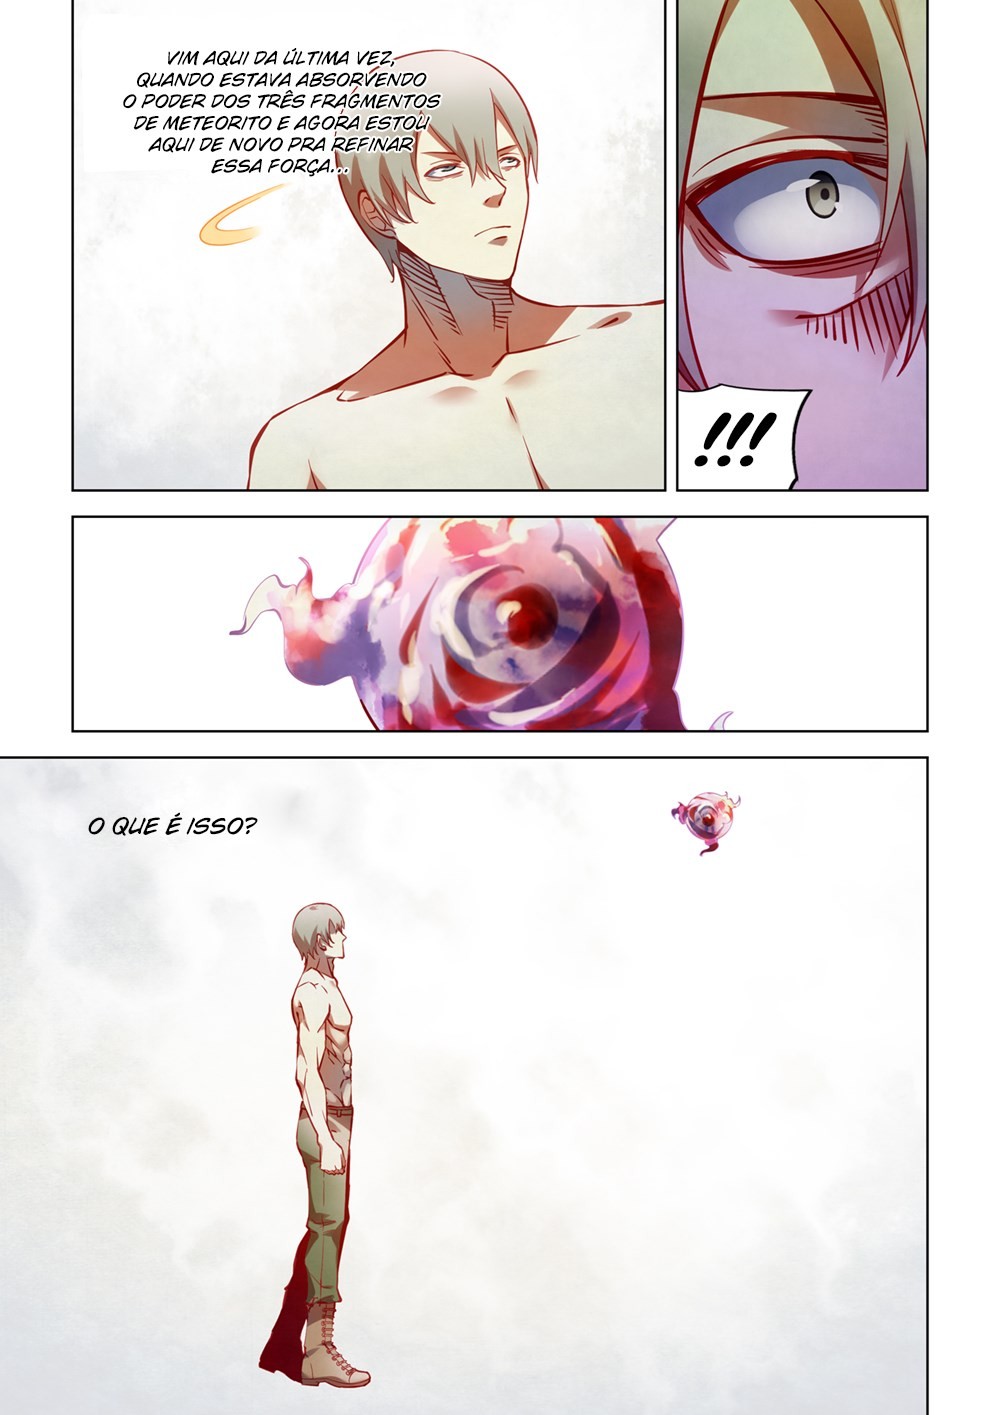 VIM AQUI DA ÚLTIMA VEZ,
QUANDO ESTAVA ABSORVENDO
O PODER DOS TRÊS FRAGMENTOS
DE METEORITO E AGORA ESTOU
AQUI DE NOVO PRA REFINAR
ESSA FORÇA...
!!!
O QUE É ISSO?